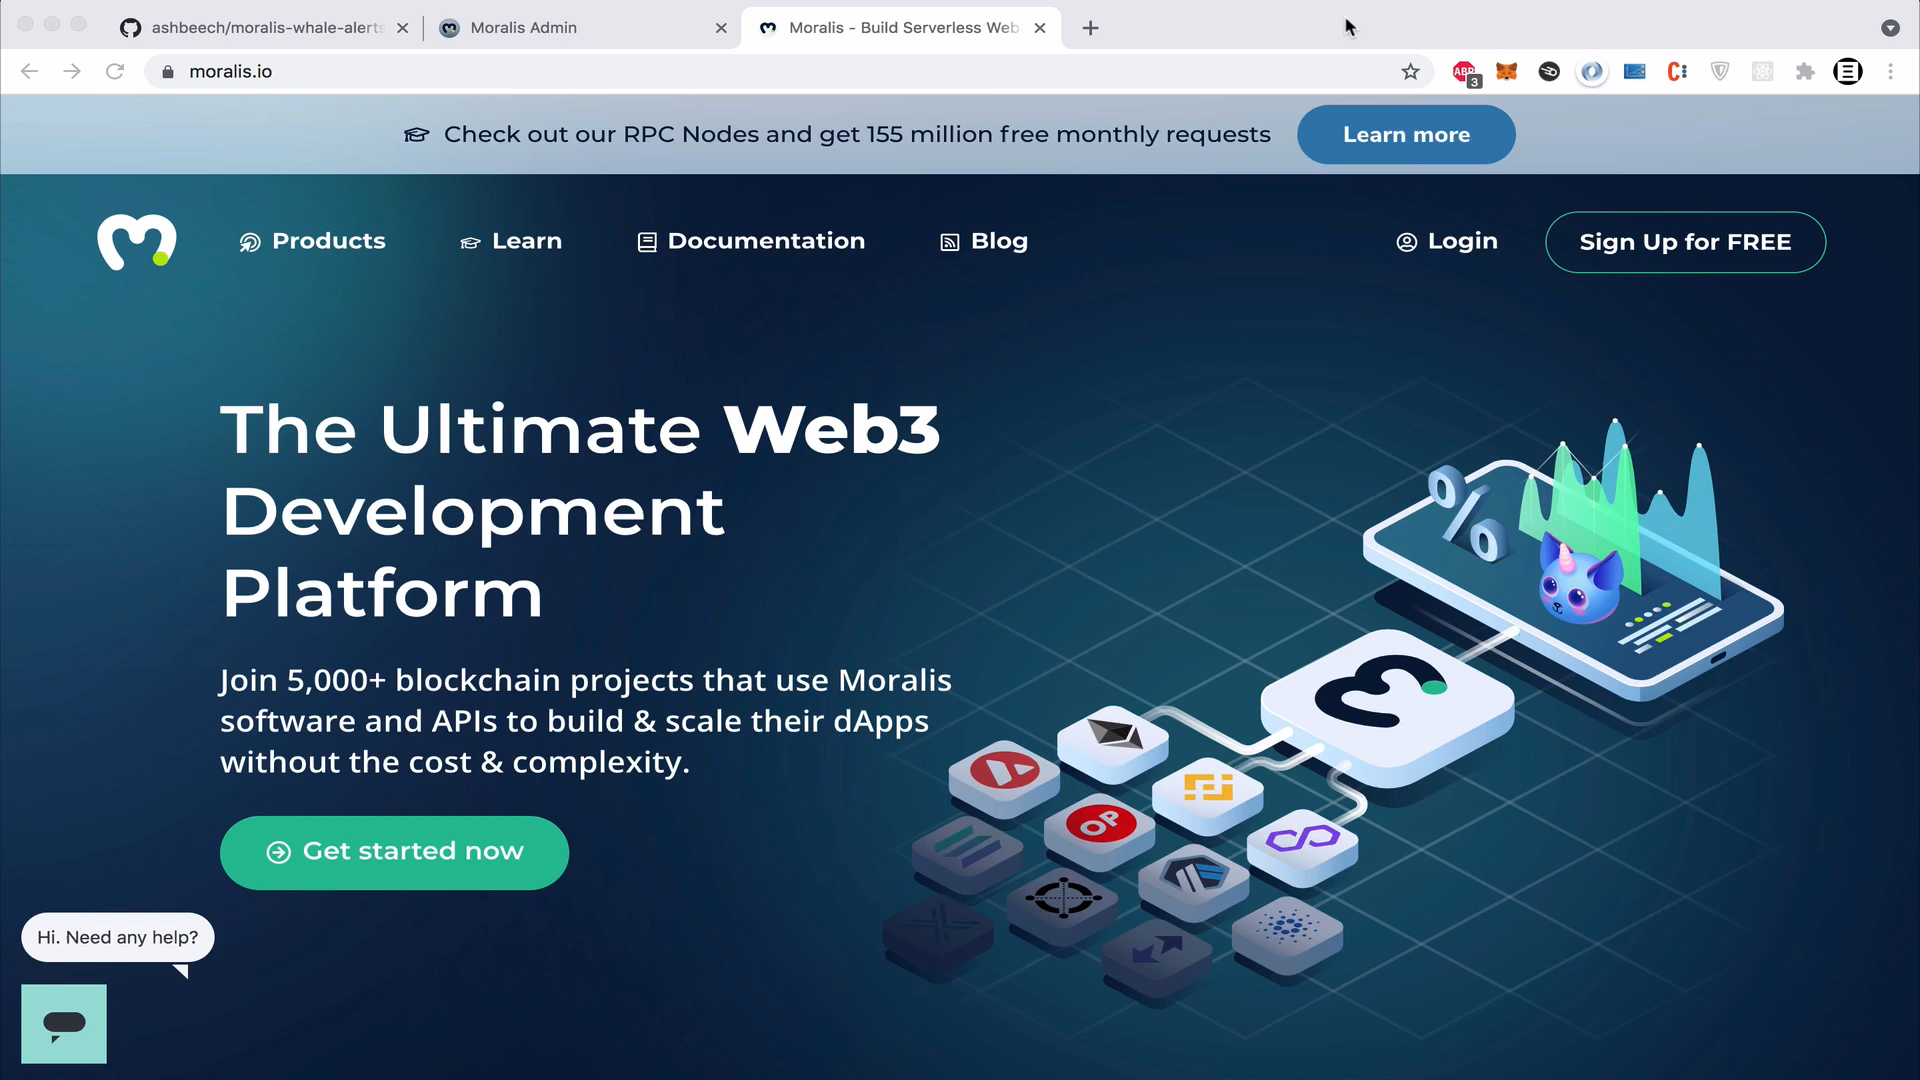 ashbeech/moralis-whale-alerts
Moralis Admin
Moralis - Build Serverless Web
moralis.io
ABP
3
Check out our RPC Nodes and get 155 million free monthly requests
Learn more
Products
Learn
Documentation
Blog
Login
Sign Up for FREE
The Ultimate Web3
Development
Platform
%
Join 5,000+ blockchain projects that use Moralis
software and APIs to build & scale their dApps
without the cost & complexity.
OP
Get started now
Hi. Need any help?